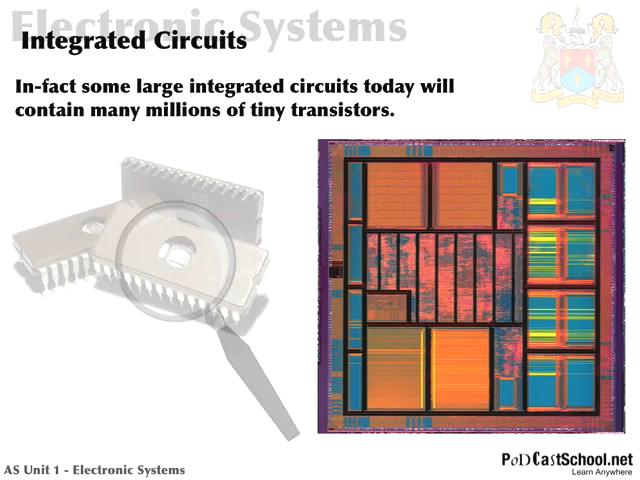 Electronic Systems
Integrated Circuits
In-fact some large integrated circuits today will
contain many millions of tiny transistors.
AS Unit 1 - Electronic Systems
PoDCastSchool.net
Learn Anywhere